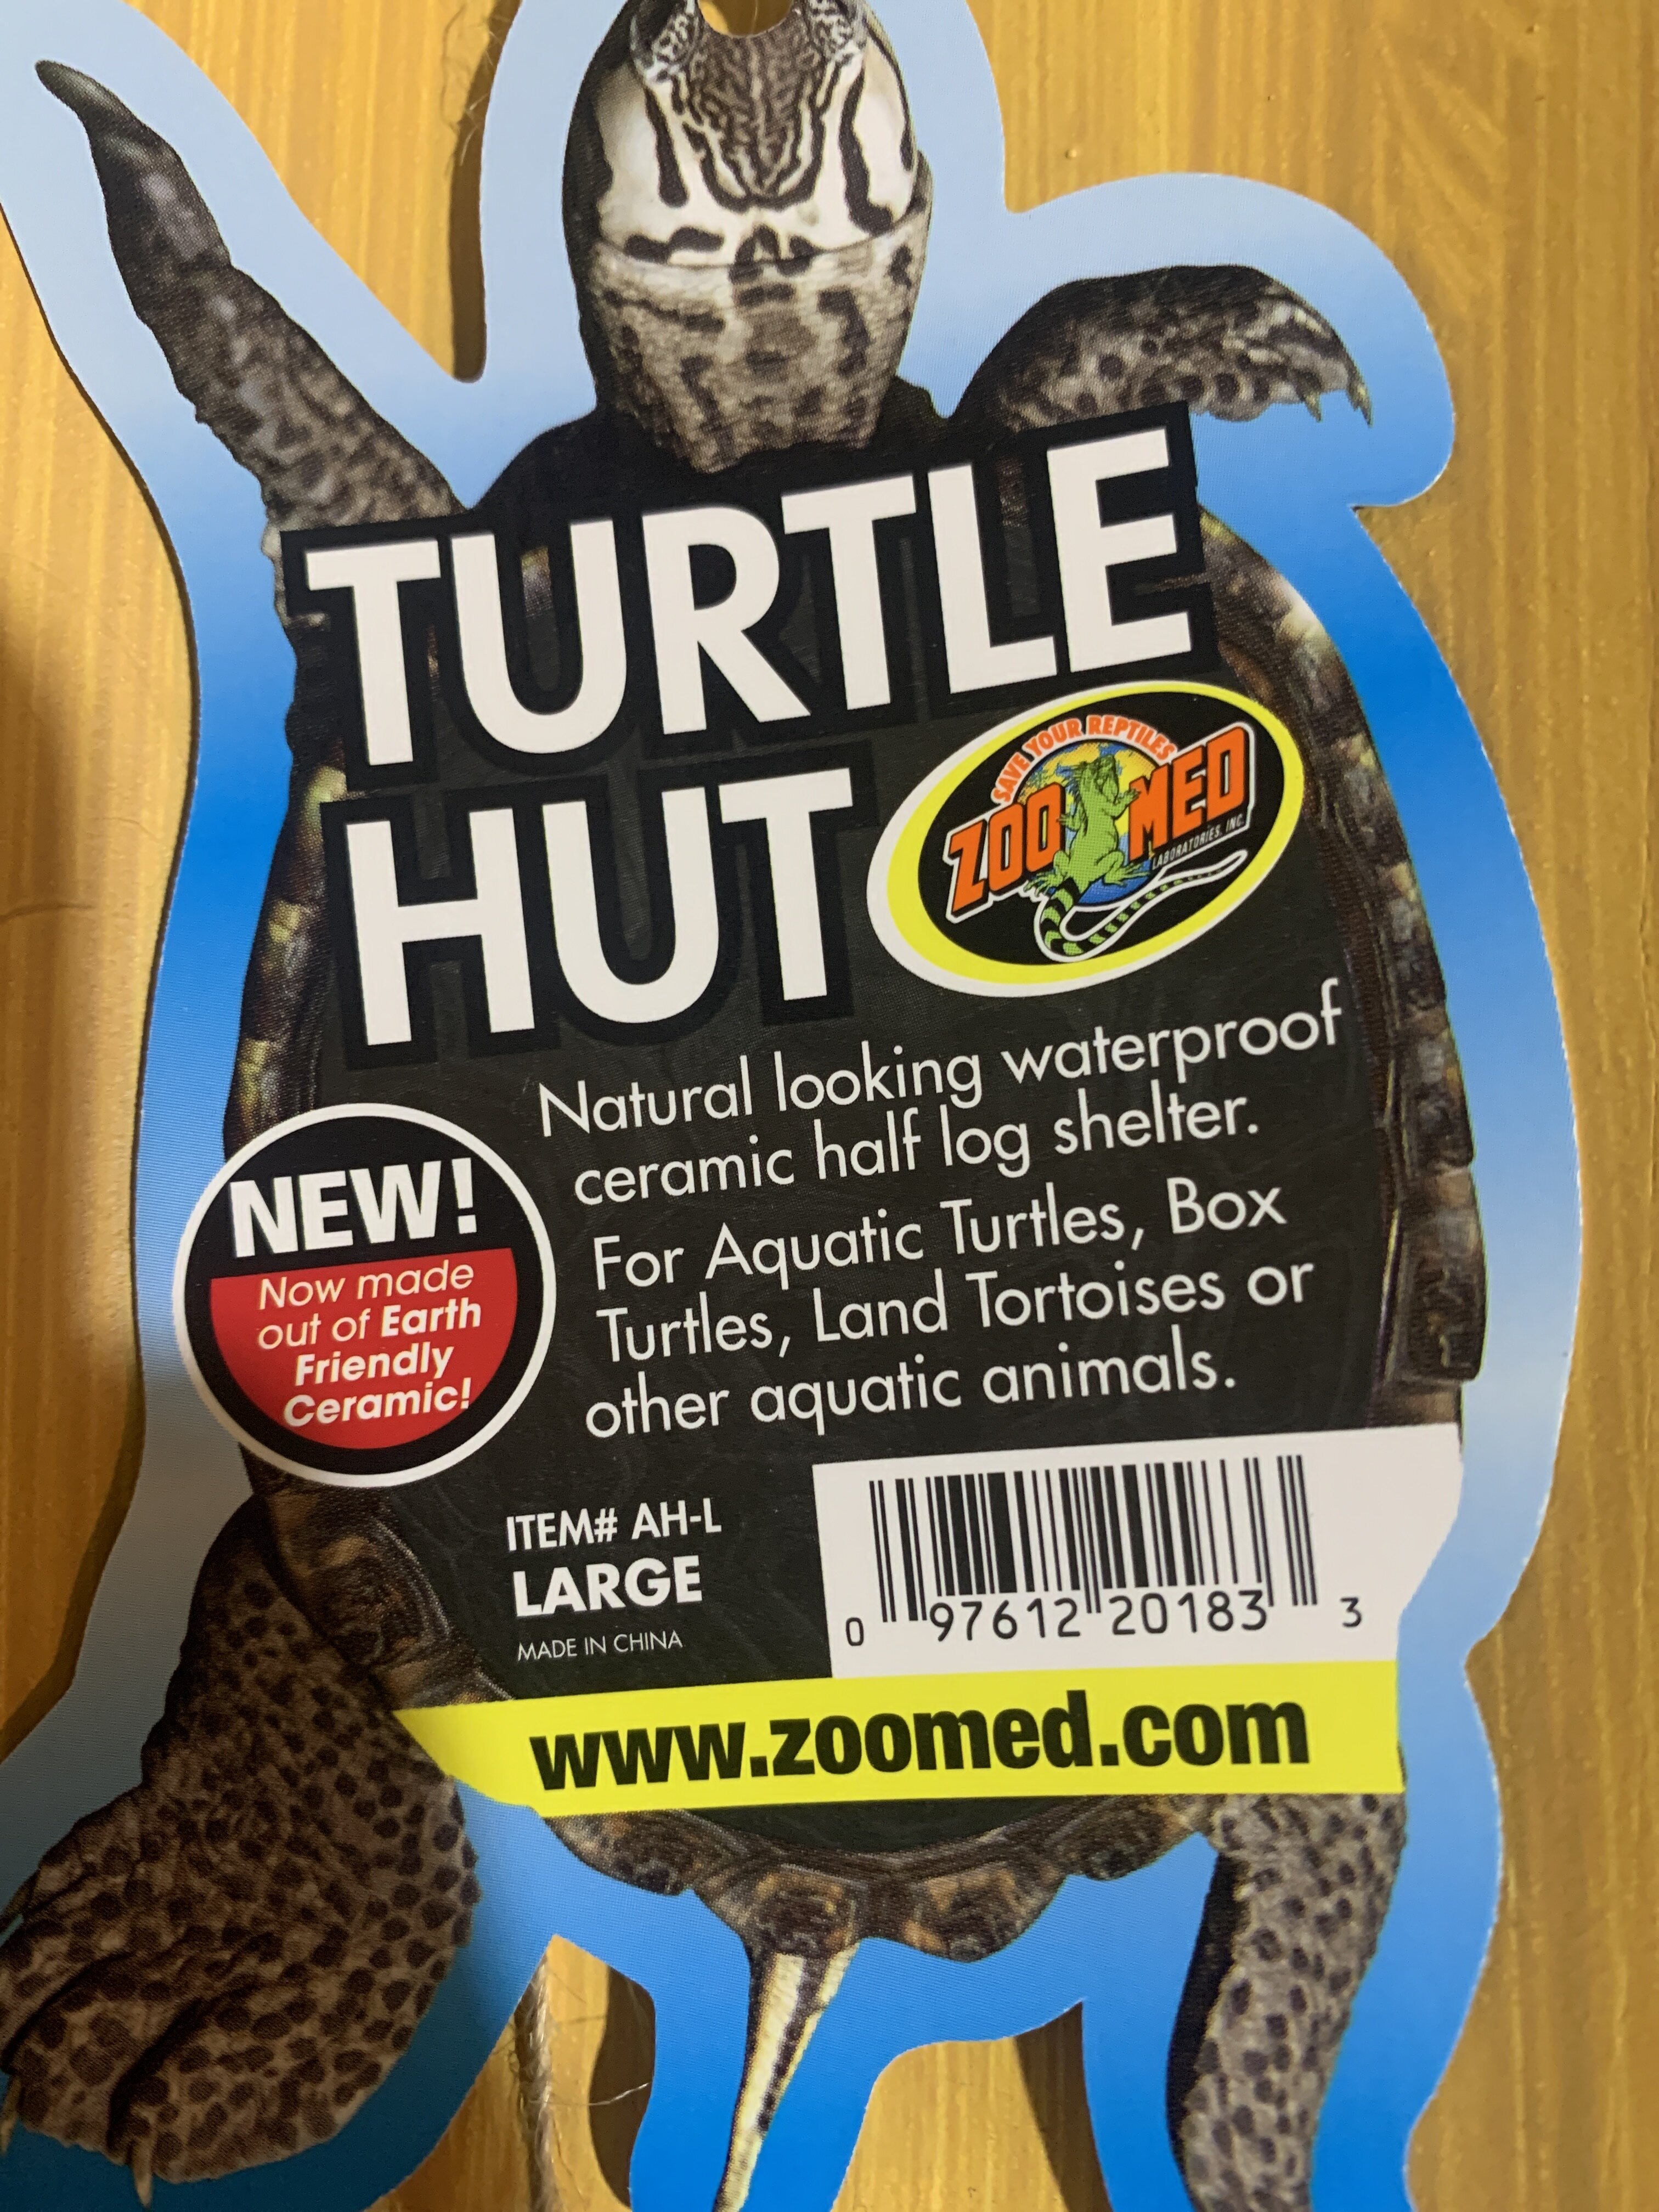 TURTLE
HUT
SAVE YOUR REPTILES
ZOO MED
LABORATORIES, INC.
Natural looking waterproof
ceramic half log shelter.
For Aquatic Turtles, Box
Turtles, Land Tortoises or
other aquatic animals.
NEW!
Now made
out of Earth
Friendly
Ceramic!
ITEM# AH-L
LARGE
MADE IN CHINA
0 97612 20183 3
www.zoomed.com